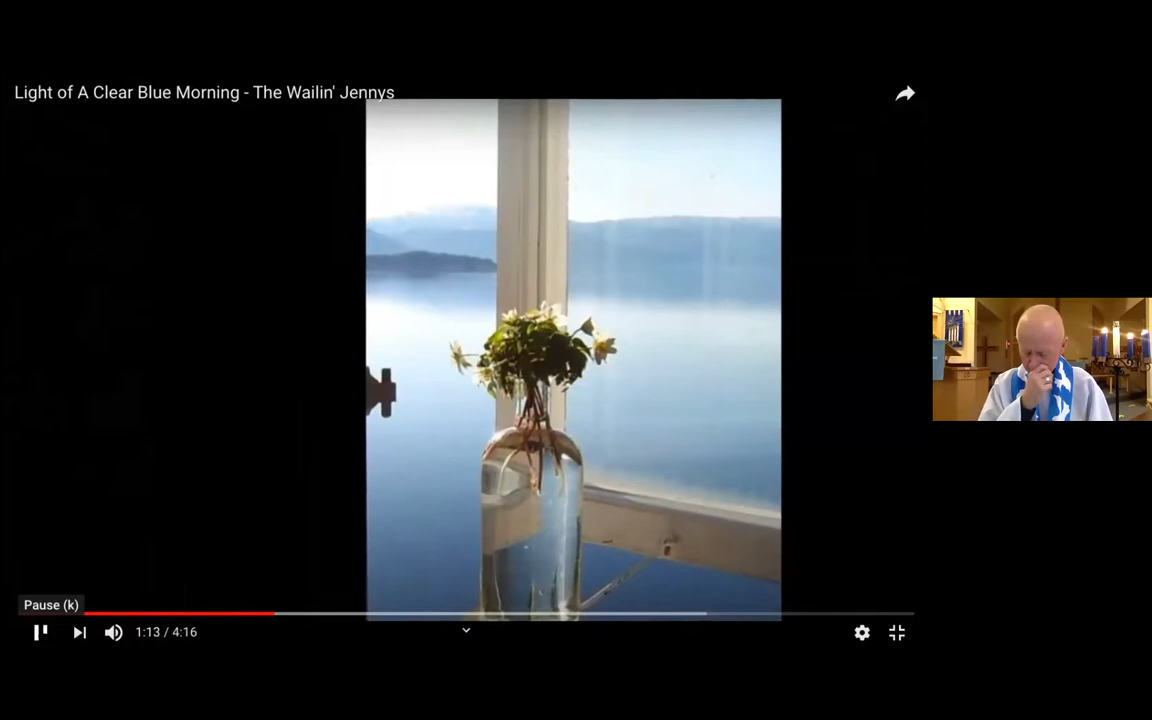 Light of A Clear Blue Morning - The Wailin' Jennys
Pause (k)
1:13 / 4:16